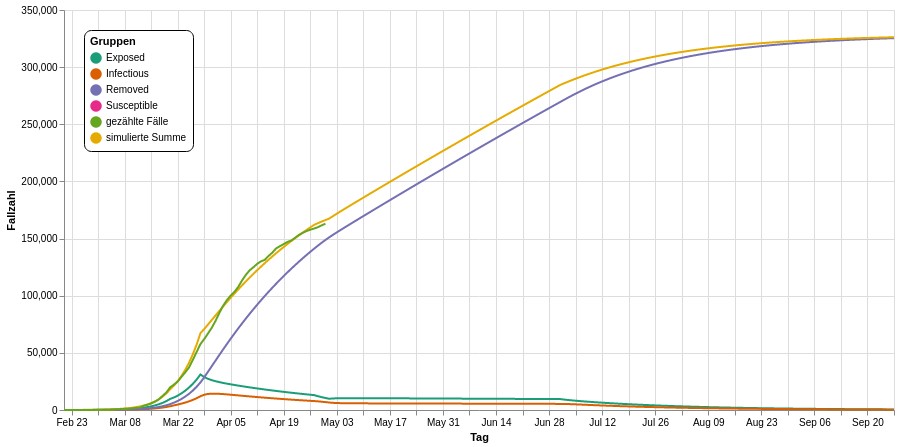 350,000
300,000
250,000
200,000
150,000
100,000
50,000
0
Fallzahl
Gruppen
Exposed
Infectious
Removed
Susceptible
gezählte Fälle
simulierte Summe
Feb 23 Mar 08 Mar 22 Apr 05 Apr 19 May 03 May 17 May 31 Jun 14 Jun 28 Jul 12 Jul 26 Aug 09 Aug 23 Sep 06 Sep 20
Tag